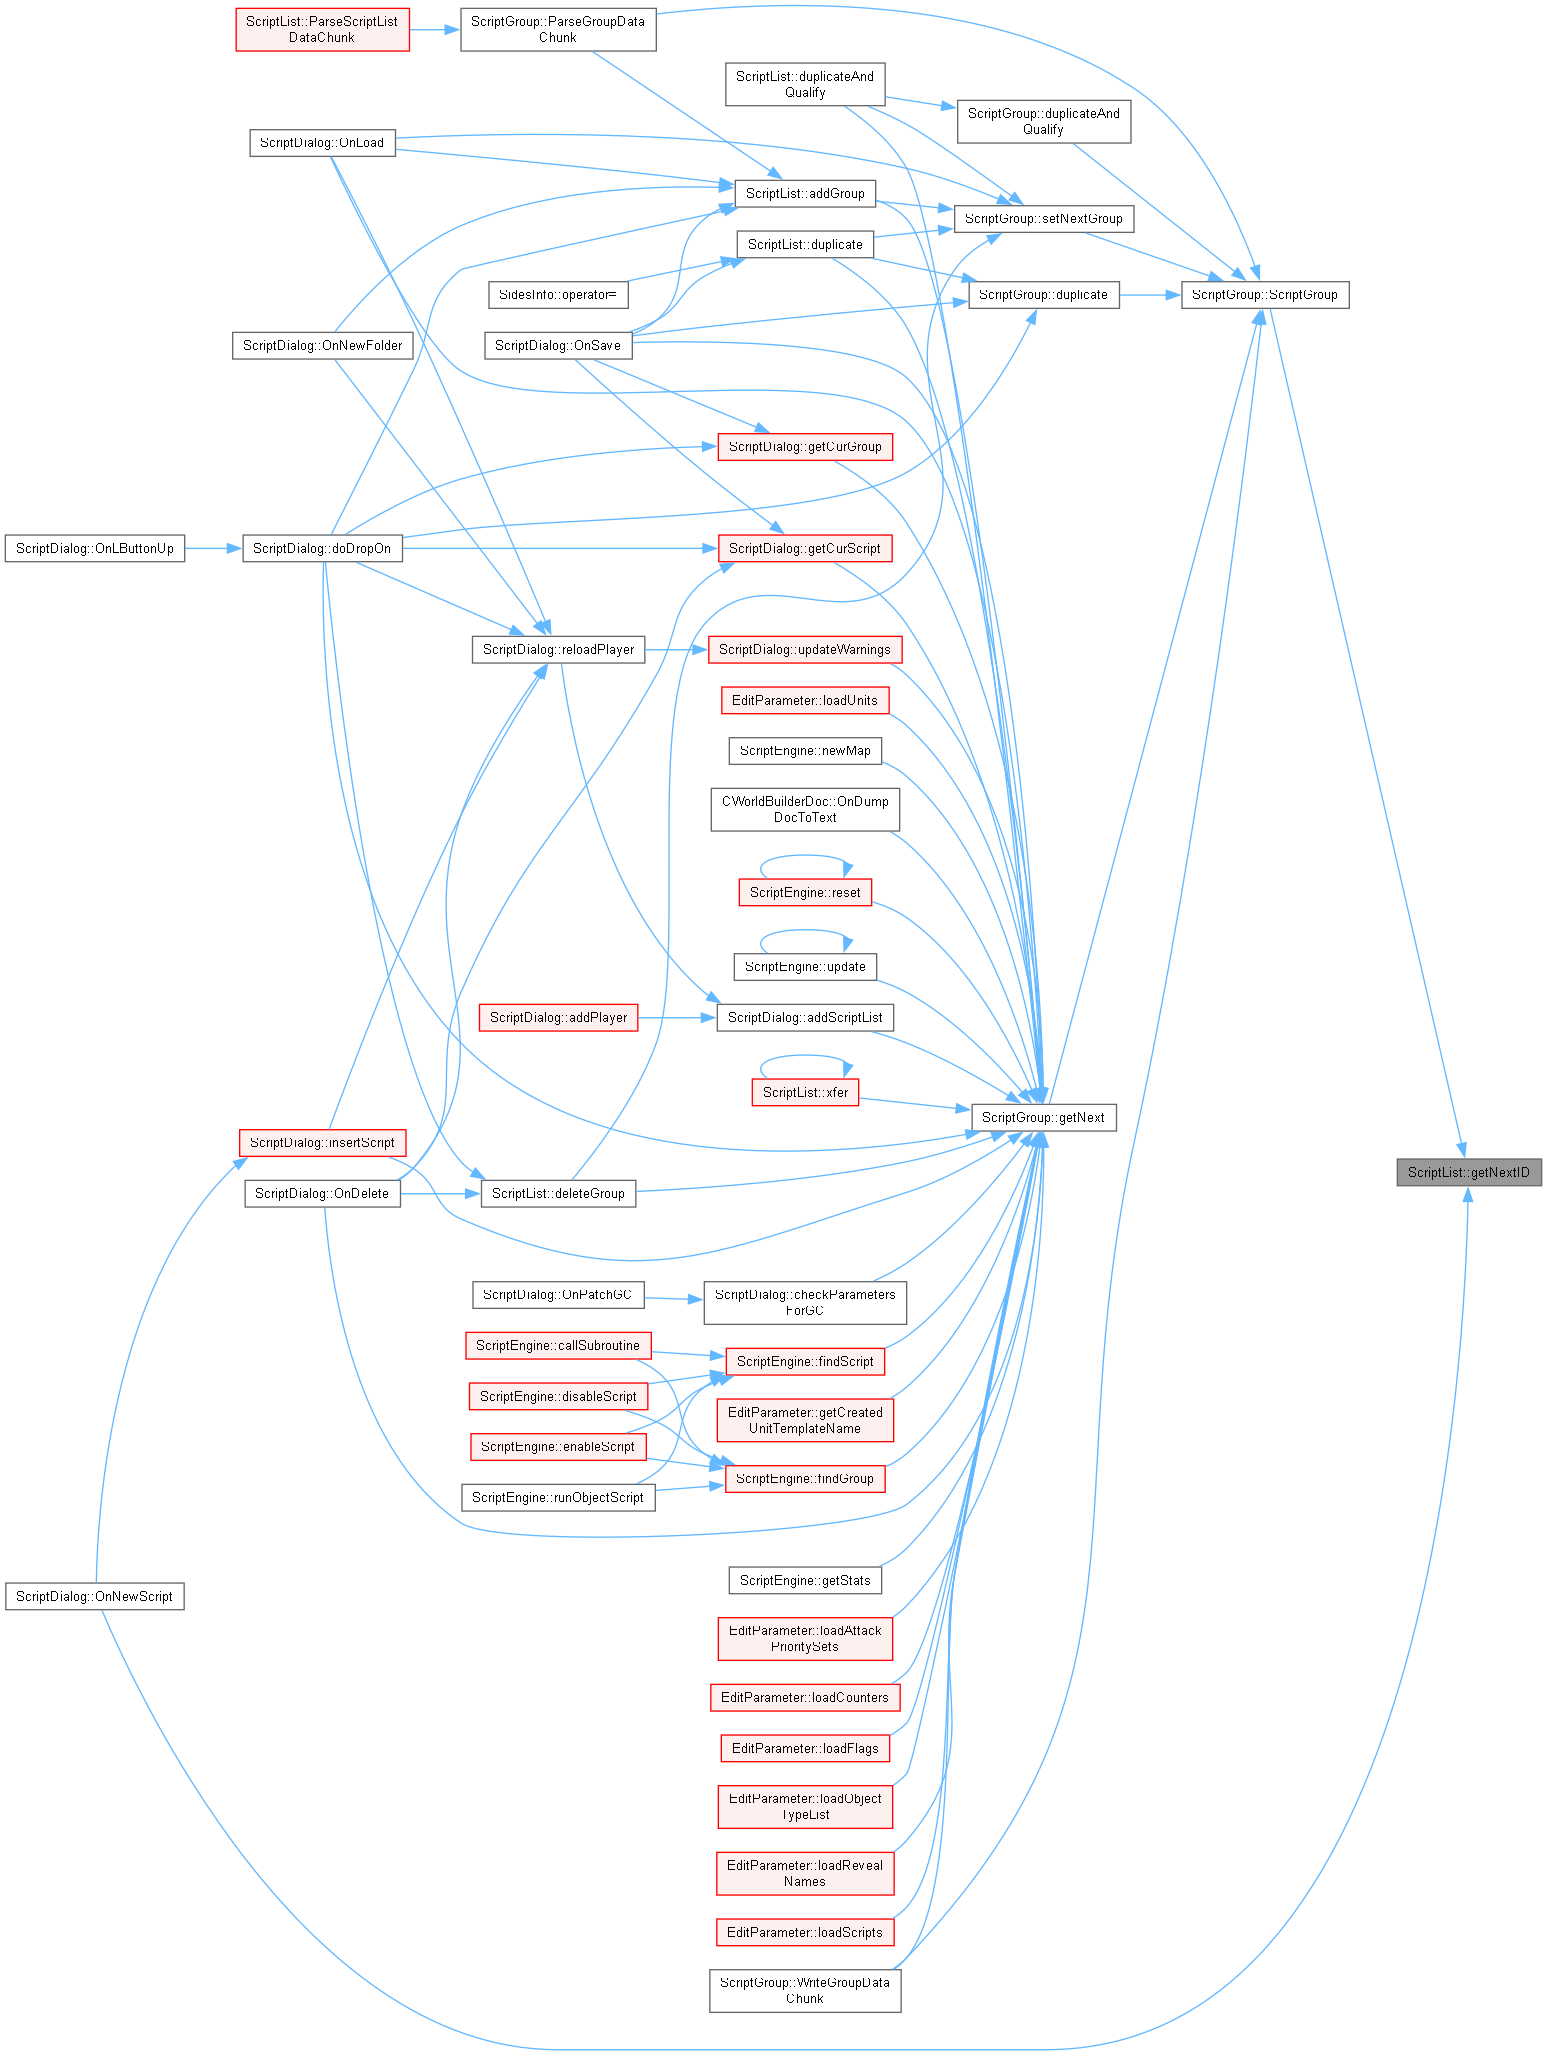 ScriptList::ParseScriptList
DataChunk
ScriptGroup::ParseGroupData
Chunk
ScriptList::duplicateAnd
Qualify
ScriptGroup::duplicateAnd
Qualify
ScriptDialog::OnLoad
ScriptList::addGroup
ScriptGroup::setNextGroup
ScriptList::duplicate
SidesInfo::operator=
ScriptGroup::duplicate
ScriptGroup::ScriptGroup
ScriptDialog::OnNewFolder
ScriptDialog::OnSave
ScriptDialog::getCurGroup
ScriptDialog::OnLButtonUp
ScriptDialog::doDropOn
ScriptDialog::getCurScript
ScriptDialog::reloadPlayer
ScriptDialog::updateWarnings
EditParameter::loadUnits
ScriptEngine::newMap
CWorldBuilderDoc::OnDump
DocToText
ScriptEngine::reset
ScriptEngine::update
ScriptDialog::addPlayer
ScriptDialog::addScriptList
ScriptList::xfer
ScriptGroup::getNext
ScriptDialog::insertScript
ScriptList::getNextID
ScriptDialog::OnDelete
ScriptList::deleteGroup
ScriptDialog::OnPatchGC
ScriptDialog::checkParameters
ForGC
ScriptEngine::callSubroutine
ScriptEngine::findScript
ScriptEngine::disableScript
EditParameter::getCreated
UnitTemplateName
ScriptEngine::enableScript
ScriptEngine::findGroup
ScriptEngine::runObjectScript
ScriptEngine::getStats
ScriptDialog::OnNewScript
EditParameter::loadAttack
PrioritySets
EditParameter::loadCounters
EditParameter::loadFlags
EditParameter::loadObject
TypeList
EditParameter::loadReveal
Names
EditParameter::loadScripts
ScriptGroup::WriteGroupData
Chunk